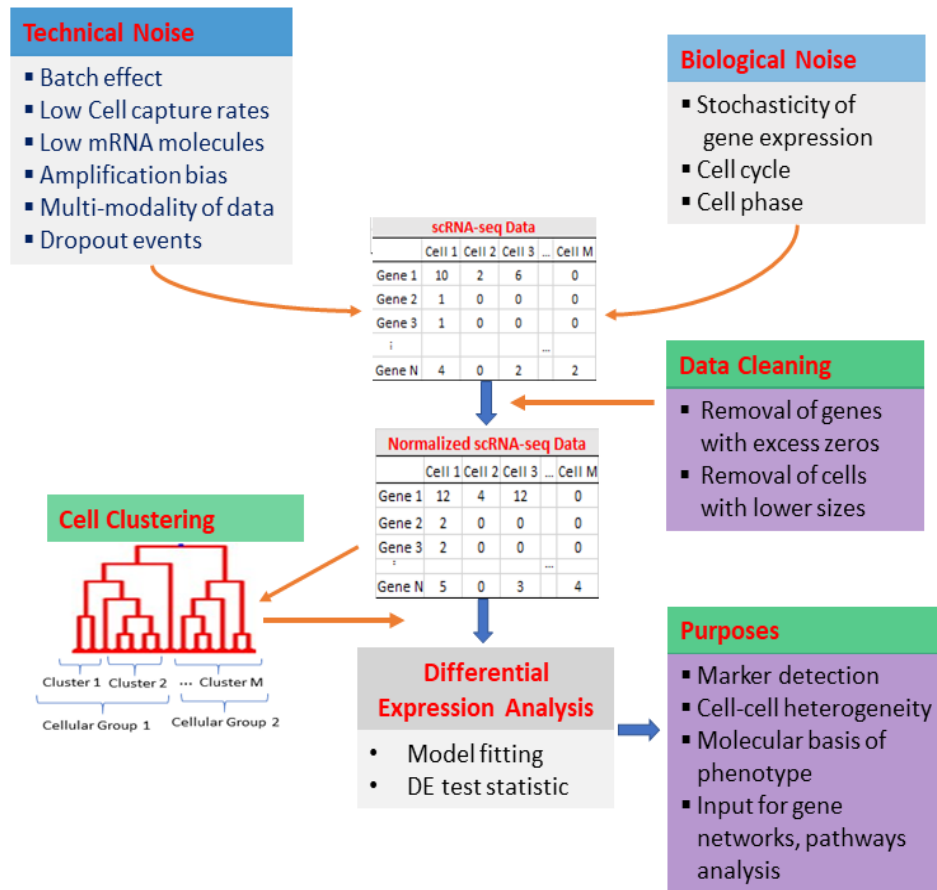 Technical Noise
▪ Batch effect
▪ Low Cell capture rates
▪ Low mRNA molecules
▪ Amplification bias
▪ Multi-modality of data
▪ Dropout events
Biological Noise
▪ Stochasticity of
gene expression
▪ Cell cycle
▪ Cell phase
scRNA-seq Data
Cell 1 Cell 2 Cell 3 ... Cell M
Gene 1 10 2 6 0
Gene 2 1 0 0 0
Gene 3 1 0 0 0
⋮ ...
Gene N 4 0 2 2
Data Cleaning
▪ Removal of genes
with excess zeros
▪ Removal of cells
with lower sizes
Normalized scRNA-seq Data
Cell 1 Cell 2 Cell 3 ... Cell M
Gene 1 12 4 12 0
Gene 2 2 0 0 0
Gene 3 2 0 0 0
⋮ ...
Gene N 5 0 3 4
Cell Clustering
Cluster 1 Cluster 2 ... Cluster M
Cellular Group 1 Cellular Group 2
Differential
Expression Analysis
• Model fitting
• DE test statistic
Purposes
▪ Marker detection
▪ Cell-cell heterogeneity
▪ Molecular basis of
phenotype
▪ Input for gene
networks, pathways
analysis